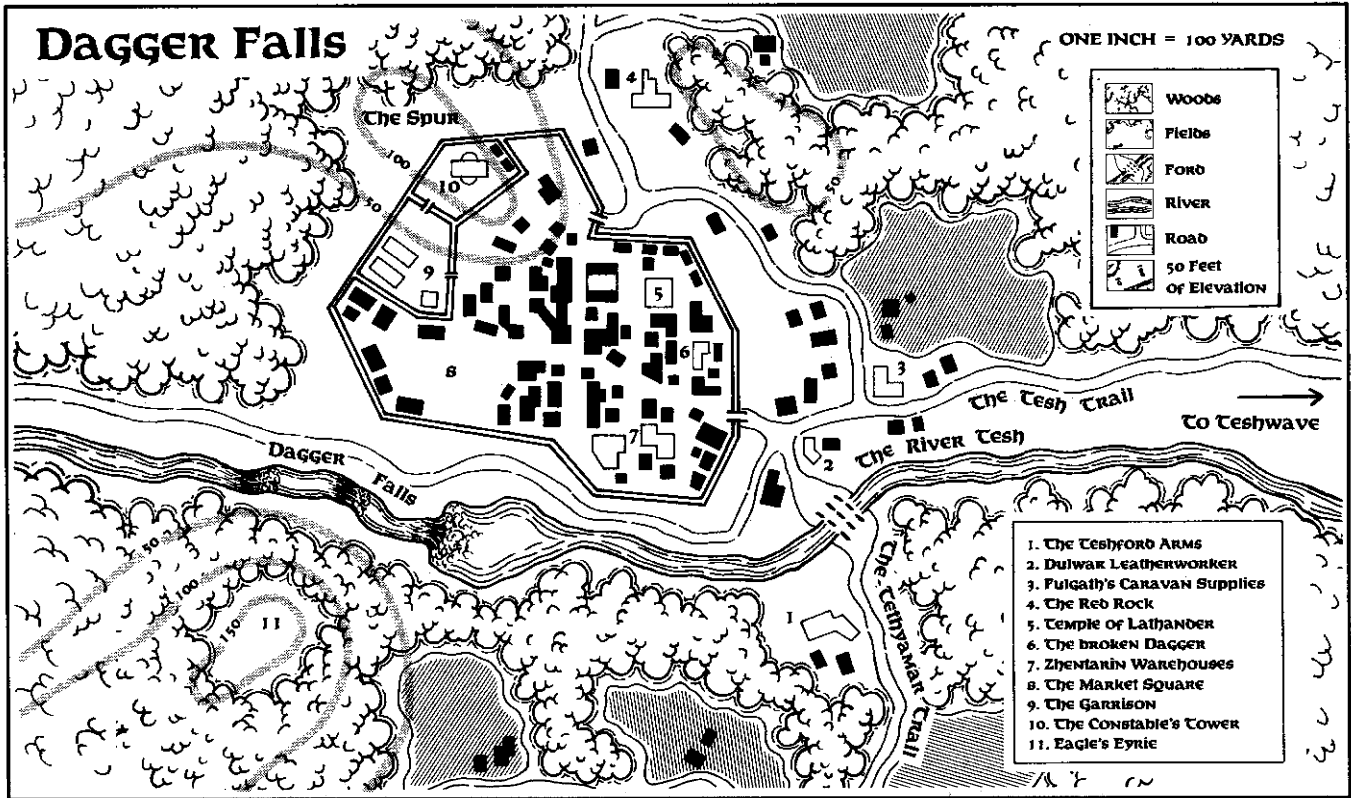 Dagger Falls
ONE INCH = 100 YARDS
Woods
Fields
Ford
River
Road
50 Feet
of Elevation
The Spur
4
100
10
50
50
9
5
6
3
8
The Tesh Trail
To Teshwave
7
2
The River Tesh
Dagger
Falls
The Tethyamar Trail
50
100
150
11
1
1. The Teshford Arms
2. Dulwar Leatherworker
3. Fulgath's Caravan Supplies
4. The Red Rock
5. Temple of Lathander
6. The Broken Dagger
7. Zhentarin Warehouses
8. The Market Square
9. The Garrison
10. The Constable's Tower
11. Eagle's Eyrie